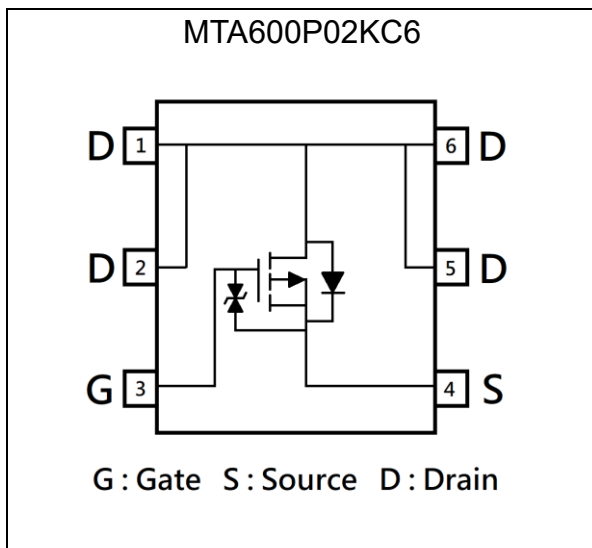 MTA600P02KC6
D 1 6 D
D 2 5 D
G 3 4 S
G : Gate S : Source D : Drain